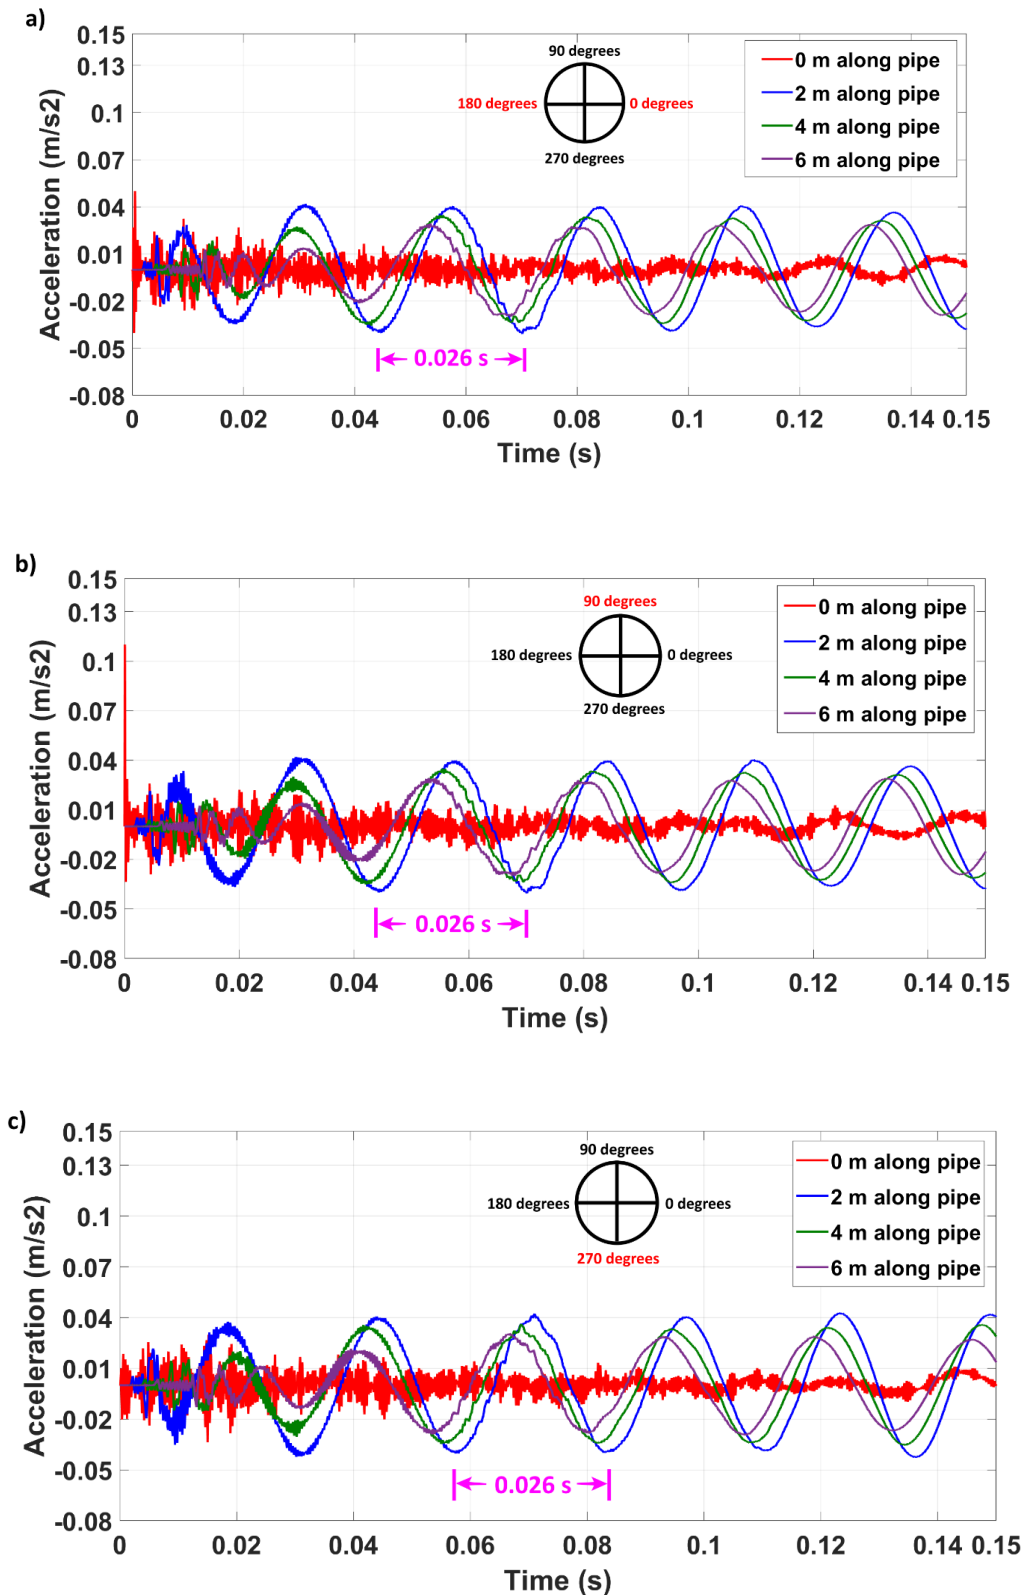 a)
0.15
0.13
0.1
0.07
0.04
0.01
-0.02
-0.05
-0.08
Acceleration (m/s2)
90 degrees
180 degrees
0 degrees
270 degrees
0 m along pipe
2 m along pipe
4 m along pipe
6 m along pipe
0.026 s
0 0.02 0.04 0.06 0.08 0.1 0.12 0.14 0.15
Time (s)
b)
0.15
0.13
0.1
0.07
0.04
0.01
-0.02
-0.05
-0.08
Acceleration (m/s2)
90 degrees
180 degrees
0 degrees
270 degrees
0 m along pipe
2 m along pipe
4 m along pipe
6 m along pipe
0.026 s
0 0.02 0.04 0.06 0.08 0.1 0.12 0.14 0.15
Time (s)
c)
0.15
0.13
0.1
0.07
0.04
0.01
-0.02
-0.05
-0.08
Acceleration (m/s2)
90 degrees
180 degrees
0 degrees
270 degrees
0 m along pipe
2 m along pipe
4 m along pipe
6 m along pipe
0.026 s
0 0.02 0.04 0.06 0.08 0.1 0.12 0.14 0.15
Time (s)